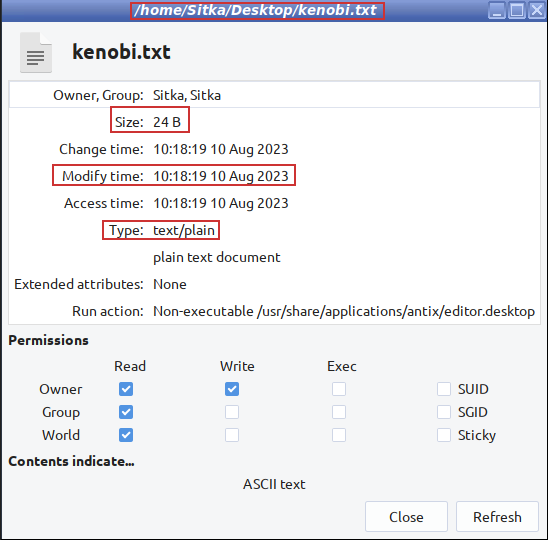 /home/Sitka/Desktop/kenobi.txt
kenobi.txt
Owner, Group: Sitka, Sitka
Size: 24 B
Change time: 10:18:19 10 Aug 2023
Modify time: 10:18:19 10 Aug 2023
Access time: 10:18:19 10 Aug 2023
Type: text/plain
plain text document
Extended attributes: None
Run action: Non-executable /usr/share/applications/antix/editor.desktop
Permissions
Read Write Exec
Owner SUID
Group SGID
World Sticky
Contents indicate...
ASCII text
Close Refresh